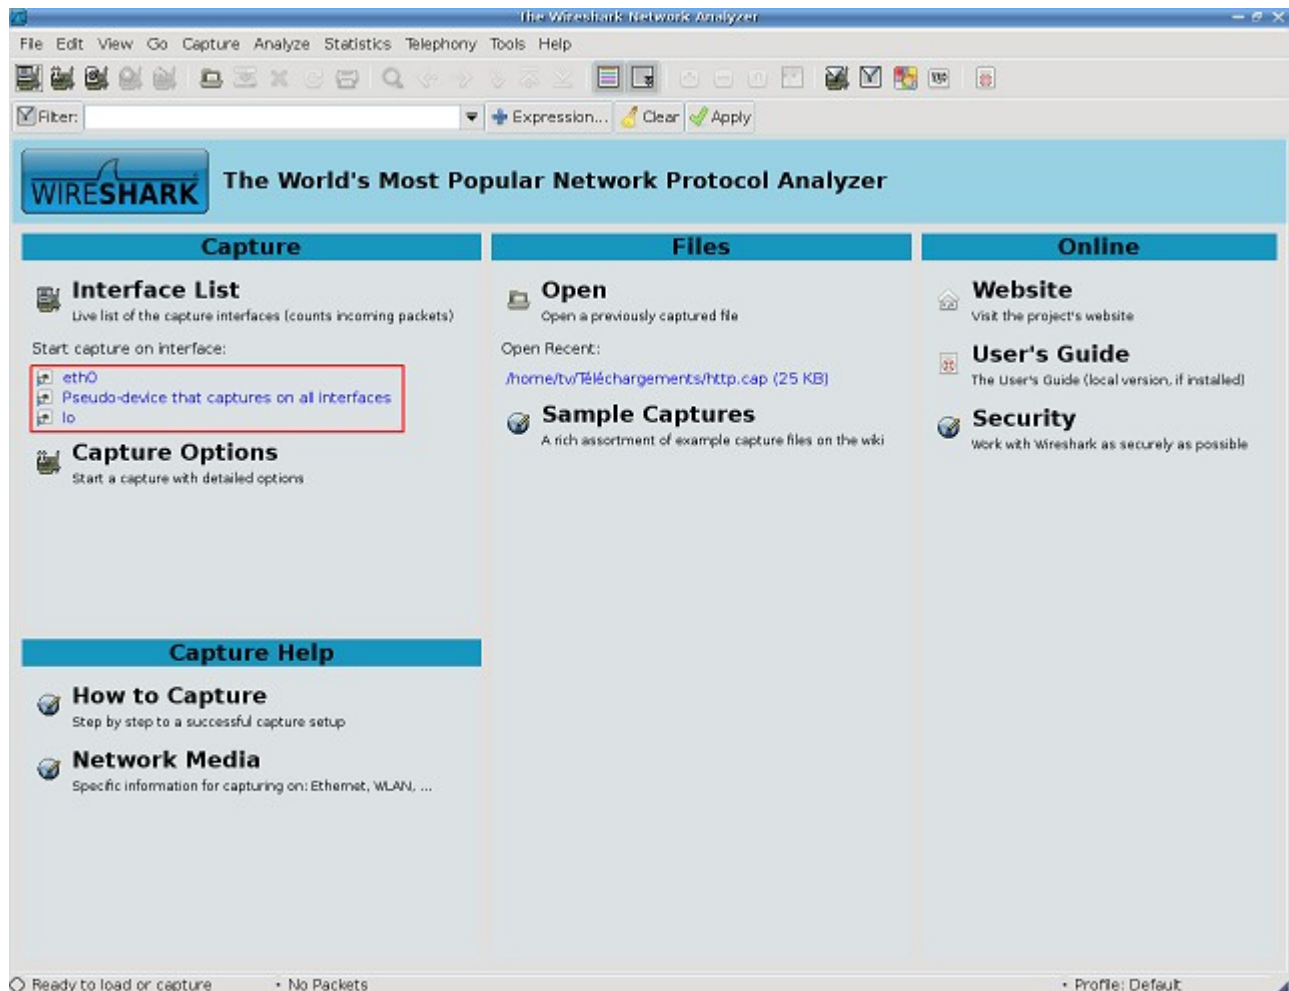 The Wireshark Network Analyzer
File Edit View Go Capture Analyze Statistics Telephony Tools Help
Filter: Expression... Clear Apply
WIRESHARK The World's Most Popular Network Protocol Analyzer
Capture
Interface List
Live list of the capture interfaces (counts incoming packets)
Start capture on interface:
eth0
Pseudo-device that captures on all interfaces
lo
Capture Options
Start a capture with detailed options
Capture Help
How to Capture
Step by step to a successful capture setup
Network Media
Specific information for capturing on: Ethernet, WLAN, ...
Files
Open
Open a previously captured file
Open Recent:
/home/tv/Téléchargements/http.cap (25 KB)
Sample Captures
A rich assortment of example capture files on the wiki
Online
Website
Visit the project's website
User's Guide
The User's Guide (local version, if installed)
Security
Work with Wireshark as securely as possible
Ready to load or capture • No Packets • Profile: Default